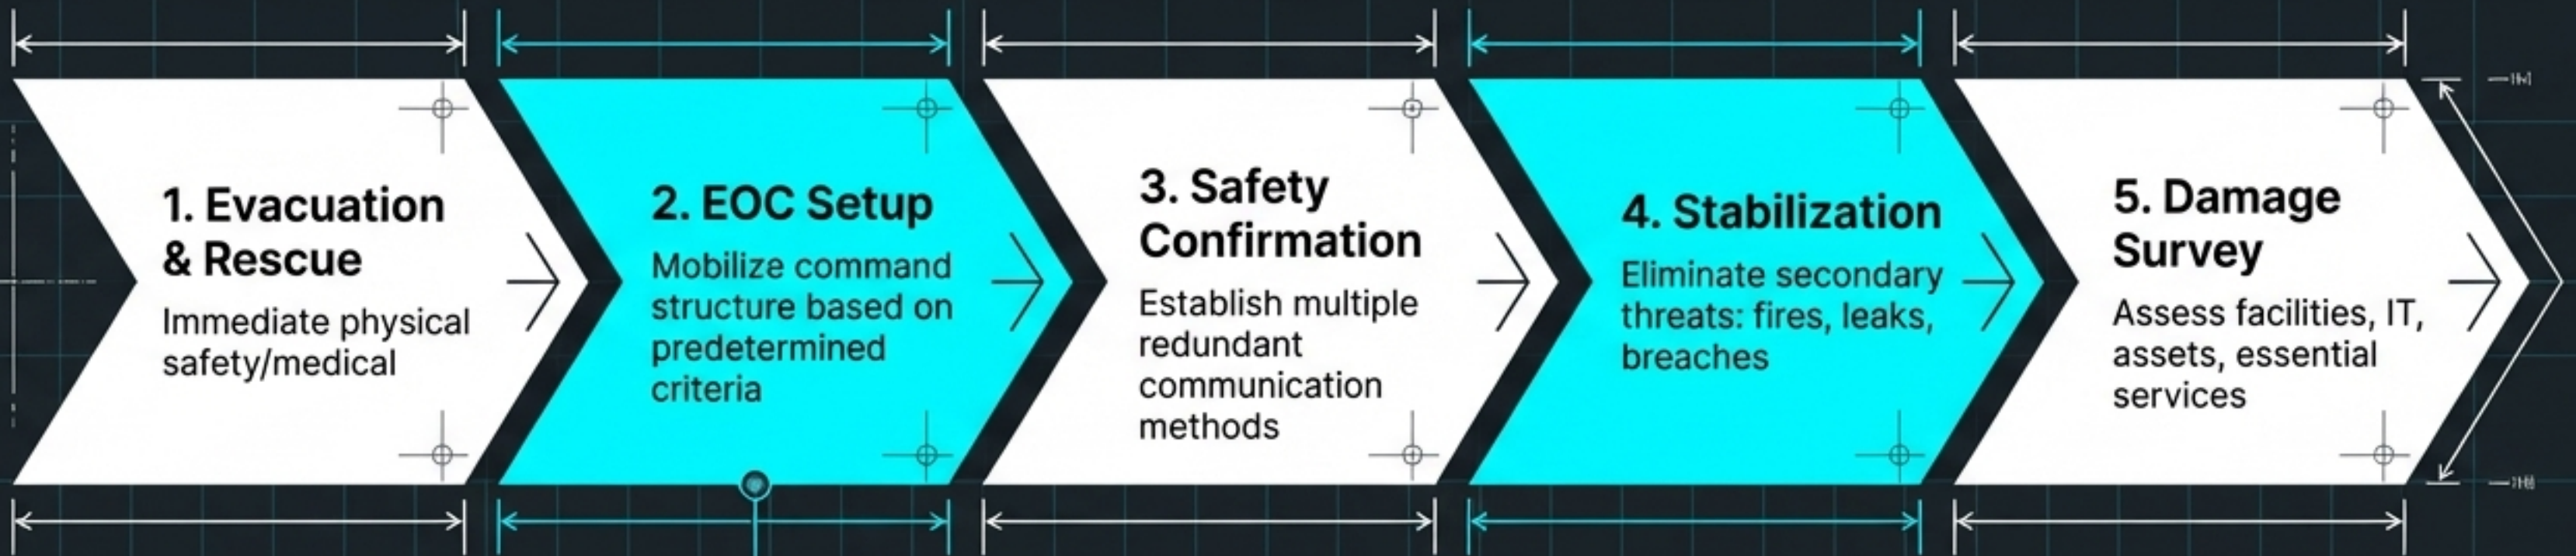 1. Evacuation
& Rescue
Immediate physical
safety/medical
2. EOC Setup
Mobilize command
structure based on
predetermined
criteria
3. Safety
Confirmation
Establish multiple
redundant
communication
methods
4. Stabilization
Eliminate secondary
threats: fires, leaks,
breaches
5. Damage
Survey
Assess facilities, IT,
assets, essential
services